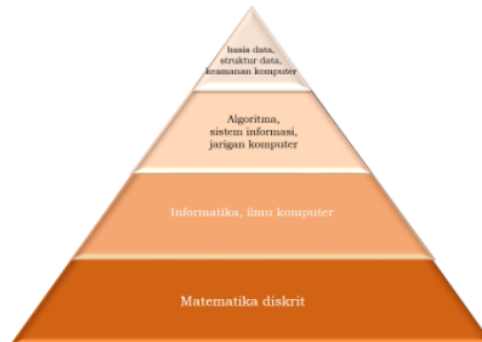 basis data,
struktur data,
keamanan komputer
Algoritma,
sistem informasi,
jarigan komputer
Informatika, ilmu komputer
Matematika diskrit